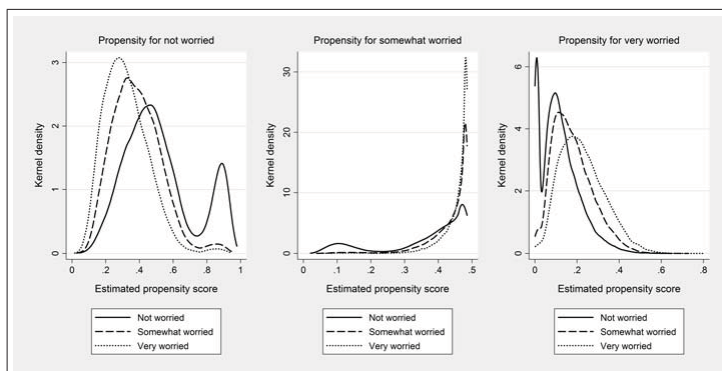 Propensity for not worried
Kernel density
0 1 2 3
0 .2 .4 .6 .8 1
Estimated propensity score
Not worried
Somewhat worried
Very worried
Propensity for somewhat worried
Kernel density
0 10 20 30
0 .1 .2 .3 .4 .5
Estimated propensity score
Not worried
Somewhat worried
Very worried
Propensity for very worried
Kernel density
0 2 4 6
0 .2 .4 .6 .8
Estimated propensity score
Not worried
Somewhat worried
Very worried